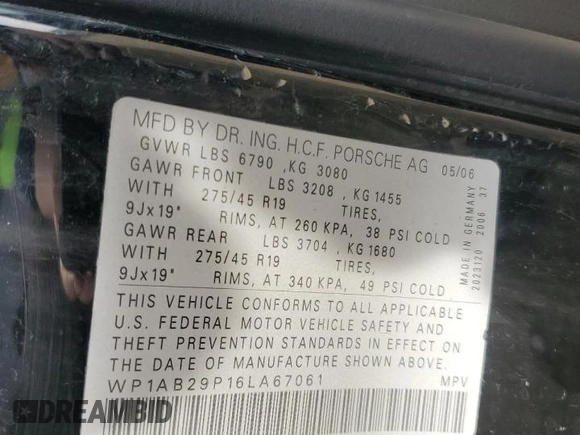 MFD BY DR. ING. H.C.F. PORSCHE AG 05/06
GVWR LBS 6790 , KG 3080
GAWR FRONT LBS 3208 , KG 1455
WITH 275/45 R19 TIRES,
9Jx19" RIMS, AT 260 KPA, 38 PSI COLD
GAWR REAR LBS 3704 , KG 1680
WITH 275/45 R19 TIRES,
9Jx19" RIMS, AT 340 KPA, 49 PSI COLD
THIS VEHICLE CONFORMS TO ALL APPLICABLE
U.S. FEDERAL MOTOR VEHICLE SAFETY AND
THEFT PREVENTION STANDARDS IN EFFECT ON
THE DATE OF MANUFACTURE SHOWN ABOVE.
WP1AB29P16LA67061 MPV
MADE IN GERMANY
2023120 2006 37
DREAMBID